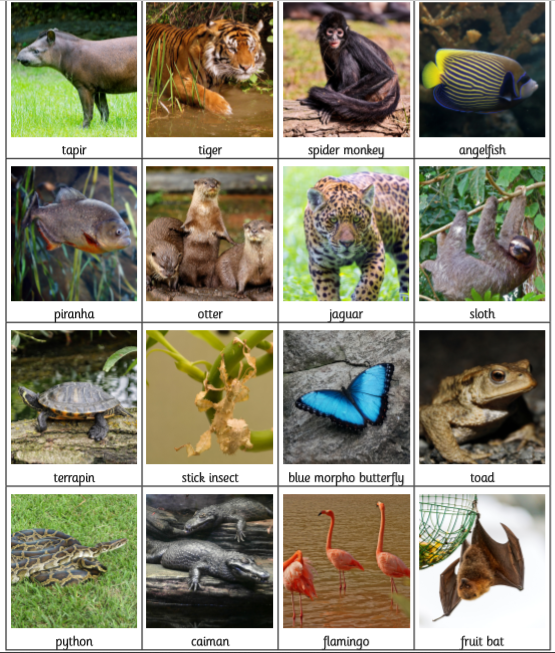 tapir
tiger
spider monkey
angelfish
piranha
otter
jaguar
sloth
terrapin
stick insect
blue morpho butterfly
toad
python
caiman
flamingo
fruit bat